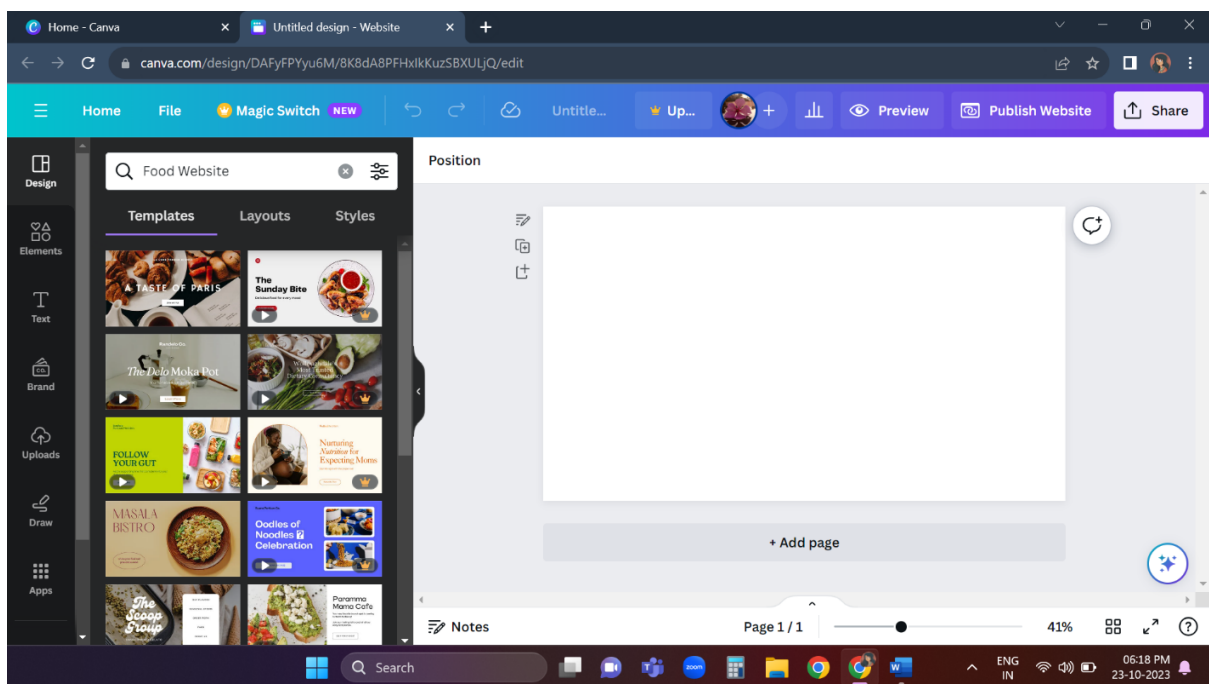 Home - Canva
Untitled design - Website
canva.com/design/DAFyFPYyu6M/8K8dA8PFHxIkKuzSBXULjQ/edit
Home File Magic Switch NEW Untitle... Up... + Preview Publish Website Share
Design
Elements
Text
Brand
Uploads
Draw
Apps
Food Website
Templates Layouts Styles
A TASTE OF PARIS
The
Sunday Bite
The Delo Moka Pot
FOLLOW
YOUR GUT
Nurturing
Nutrition for
Expecting Moms
MASALA
BISTRO
Oodles of
Noodles
Celebration
The
Scoop
Group
Paramma
Mama Cafe
Position
+ Add page
Notes
Page 1 / 1
41%
Search
zoom
ENG
IN
06:18 PM
23-10-2023